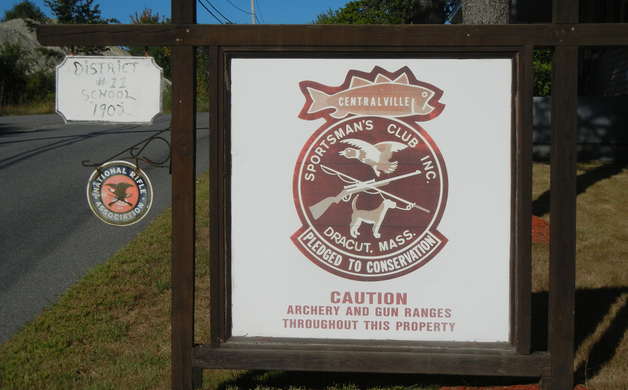 DISTRICT
#12
SCHOOL
1902
NATIONAL RIFLE
ASSOCIATION
CENTRALVILLE
SPORTSMAN'S CLUB INC.
DRACUT, MASS.
PLEDGED TO CONSERVATION
CAUTION
ARCHERY AND GUN RANGES
THROUGHOUT THIS PROPERTY